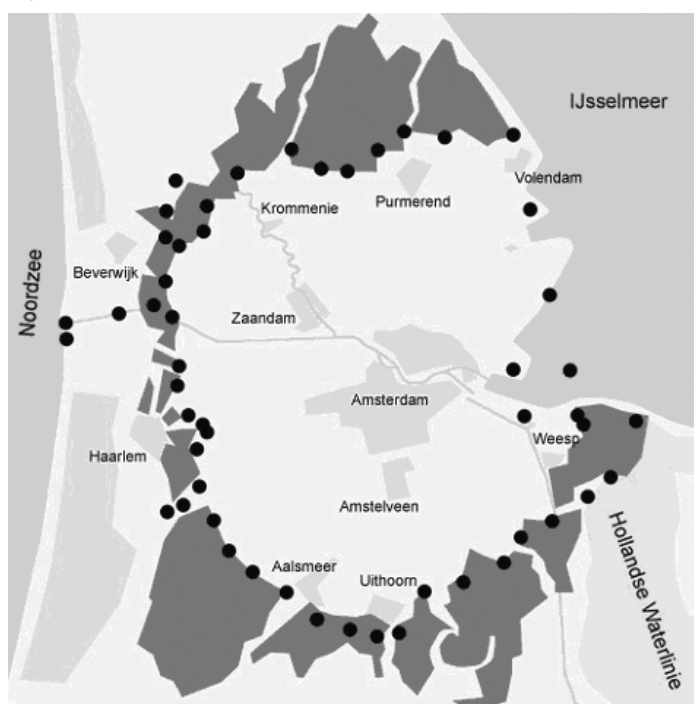 IJsselmeer
Volendam
Purmerend
Krommenie
Beverwijk
Noordzee
Zaandam
Amsterdam
Weesp
Haarlem
Amstelveen
Aalsmeer
Uithoorn
Hollandse Waterlinie